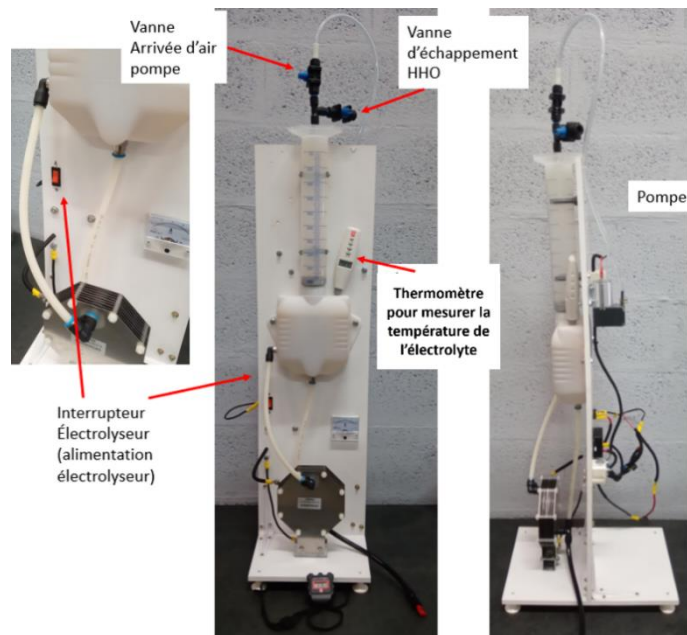 Vanne
Arrivée d’air
pompe
Vanne
d’échappement
HHO
Pompe
Thermomètre
pour mesurer la
température de
l’électrolyte
Interrupteur
Électrolyseur
(alimentation
électrolyseur)